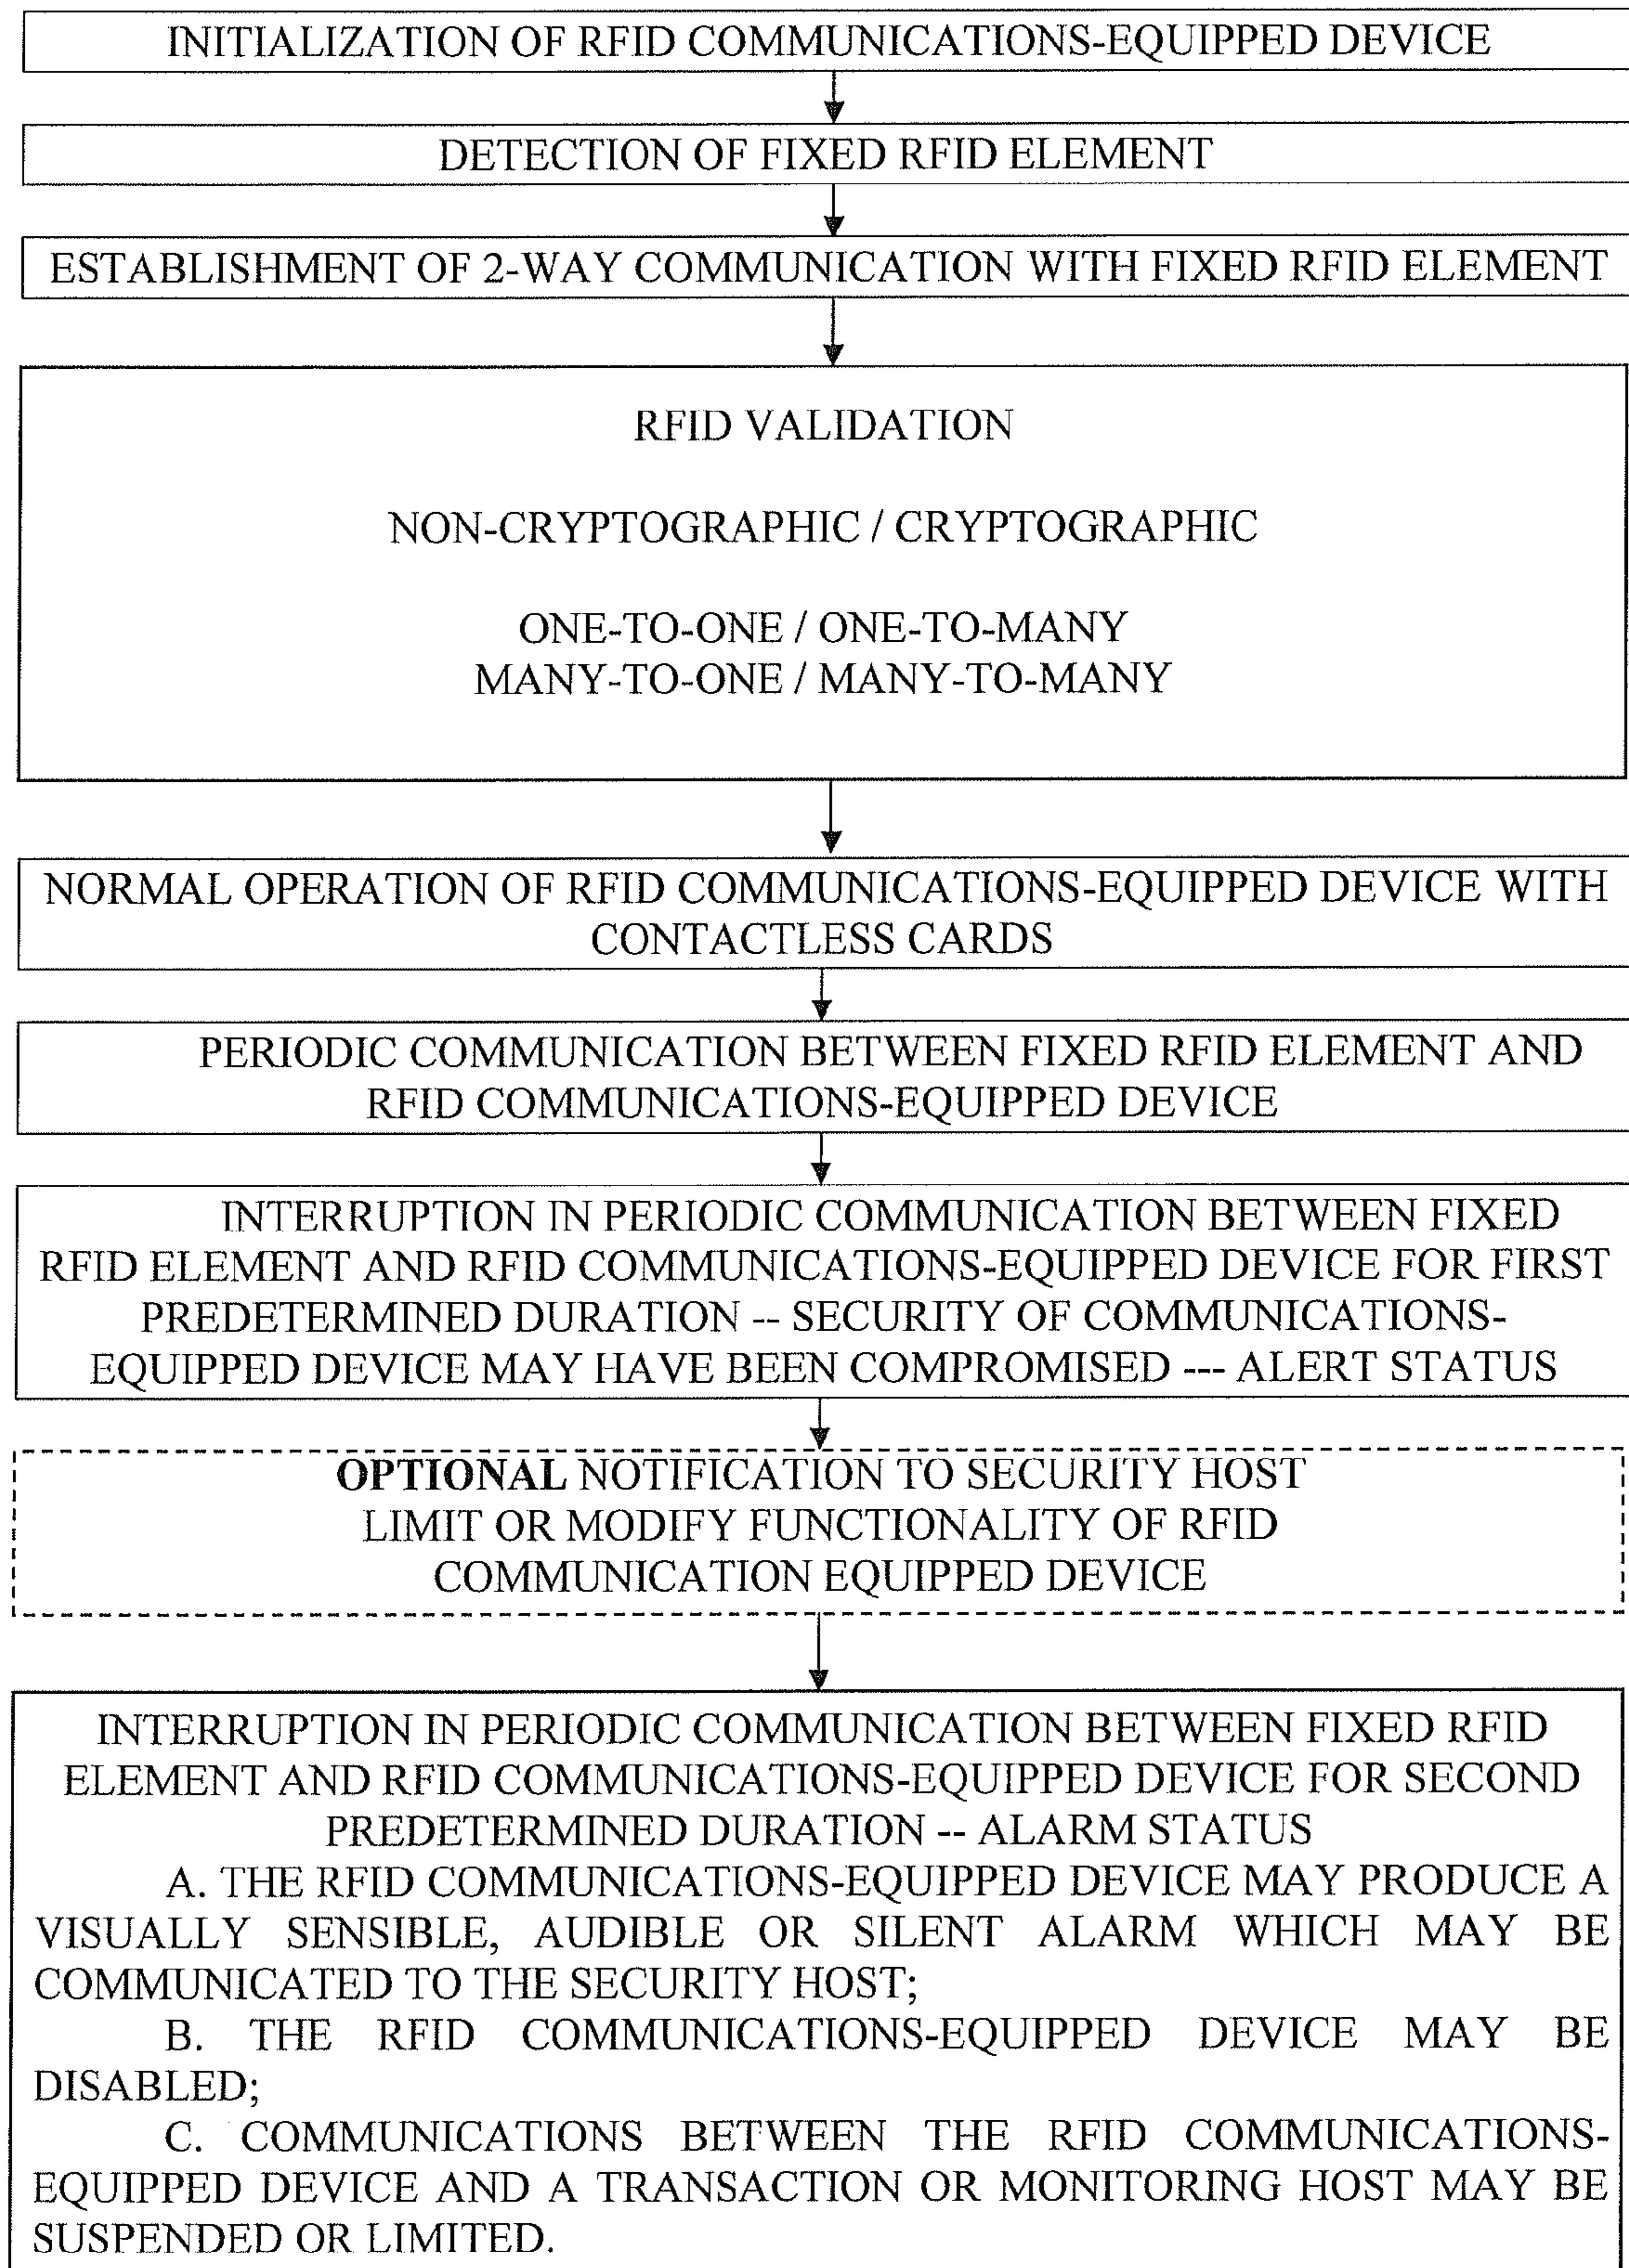 INITIALIZATION OF RFID COMMUNICATIONS-EQUIPPED DEVICE
DETECTION OF FIXED RFID ELEMENT
ESTABLISHMENT OF 2-WAY COMMUNICATION WITH FIXED RFID ELEMENT
RFID VALIDATION
NON-CRYPTOGRAPHIC / CRYPTOGRAPHIC
ONE-TO-ONE / ONE-TO-MANY
MANY-TO-ONE / MANY-TO-MANY
NORMAL OPERATION OF RFID COMMUNICATIONS-EQUIPPED DEVICE WITH
CONTACTLESS CARDS
PERIODIC COMMUNICATION BETWEEN FIXED RFID ELEMENT AND
RFID COMMUNICATIONS-EQUIPPED DEVICE
INTERRUPTION IN PERIODIC COMMUNICATION BETWEEN FIXED
RFID ELEMENT AND RFID COMMUNICATIONS-EQUIPPED DEVICE FOR FIRST
PREDETERMINED DURATION -- SECURITY OF COMMUNICATIONS-
EQUIPPED DEVICE MAY HAVE BEEN COMPROMISED --- ALERT STATUS
OPTIONAL NOTIFICATION TO SECURITY HOST
LIMIT OR MODIFY FUNCTIONALITY OF RFID
COMMUNICATION EQUIPPED DEVICE
INTERRUPTION IN PERIODIC COMMUNICATION BETWEEN FIXED RFID
ELEMENT AND RFID COMMUNICATIONS-EQUIPPED DEVICE FOR SECOND
PREDETERMINED DURATION -- ALARM STATUS
A. THE RFID COMMUNICATIONS-EQUIPPED DEVICE MAY PRODUCE A
VISUALLY SENSIBLE, AUDIBLE OR SILENT ALARM WHICH MAY BE
COMMUNICATED TO THE SECURITY HOST;
B. THE RFID COMMUNICATIONS-EQUIPPED DEVICE MAY BE
DISABLED;
C. COMMUNICATIONS BETWEEN THE RFID COMMUNICATIONS-
EQUIPPED DEVICE AND A TRANSACTION OR MONITORING HOST MAY BE
SUSPENDED OR LIMITED.